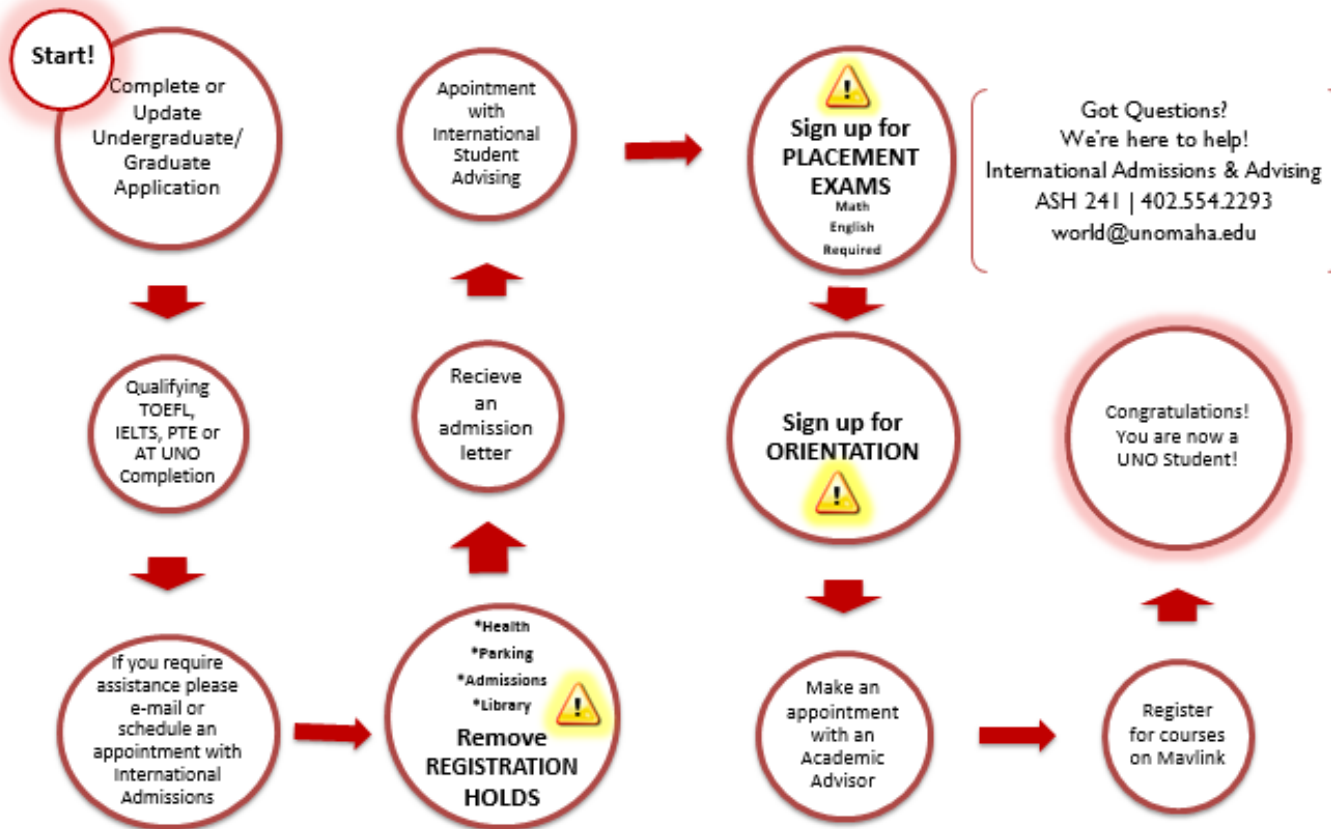 Start!
Complete or
Update
Undergraduate/
Graduate
Application
Qualifying
TOEFL,
IELTS, PTE or
AT UNO
Completion
If you require
assistance please
e-mail or
schedule an
appointment with
International
Admissions
*Health
*Parking
*Admissions
*Library
Remove
REGISTRATION
HOLDS
Recieve
an
admission
letter
Apointment
with
International
Student
Advising
Sign up for
PLACEMENT
EXAMS
Math
English
Required
Sign up for
ORIENTATION
Make an
appointment
with an
Academic
Advisor
Register
for courses
on Mavlink
Congratulations!
You are now a
UNO Student!
Got Questions?
We're here to help!
International Admissions & Advising
ASH 241 | 402.554.2293
world@unomaha.edu